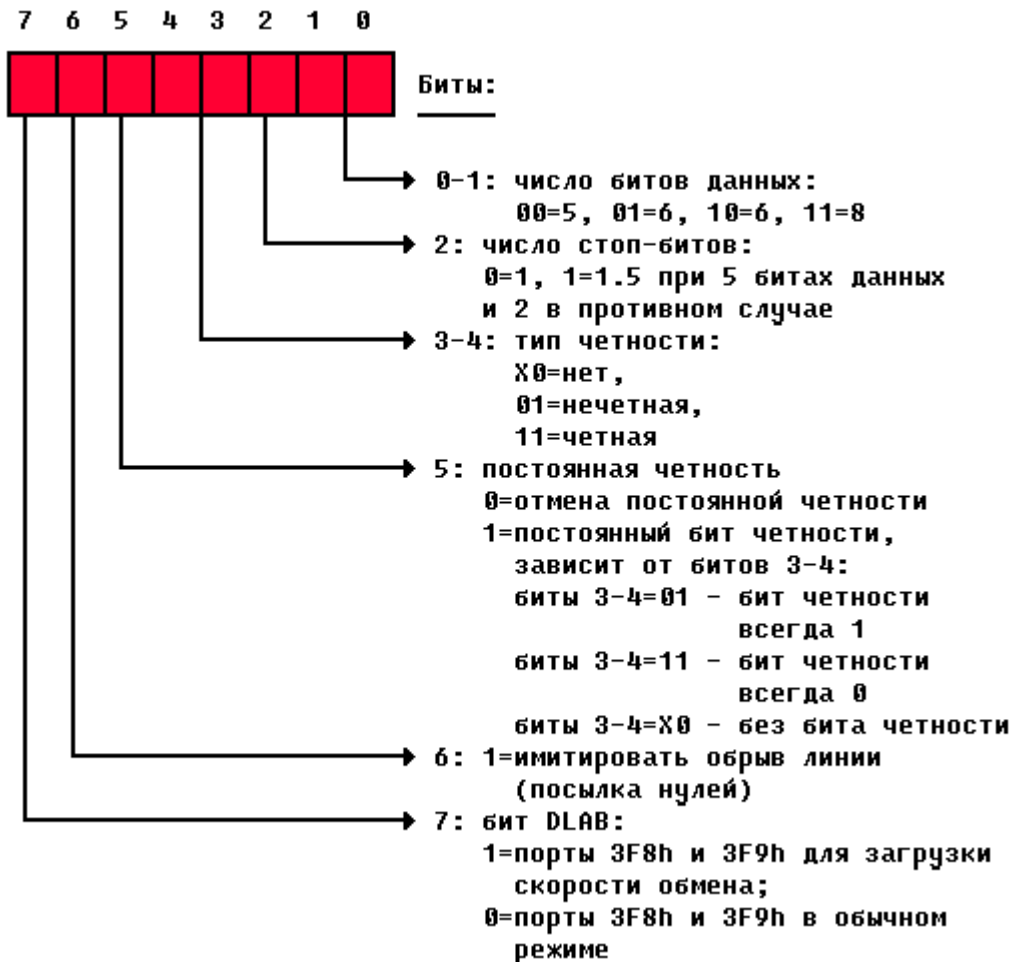 7 6 5 4 3 2 1 0
Биты:
0-1: число битов данных:
00=5, 01=6, 10=6, 11=8
2: число стоп-битов:
0=1, 1=1.5 при 5 битах данных
и 2 в противном случае
3-4: тип четности:
X0=нет,
01=нечетная,
11=четная
5: постоянная четность
0=отмена постоянной четности
1=постоянный бит четности,
зависит от битов 3-4:
биты 3-4=01 - бит четности
всегда 1
биты 3-4=11 - бит четности
всегда 0
биты 3-4=X0 - без бита четности
6: 1=имитировать обрыв линии
(посылка нулей)
7: бит DLAB:
1=порты 3F8h и 3F9h для загрузки
скорости обмена;
0=порты 3F8h и 3F9h в обычном
режиме